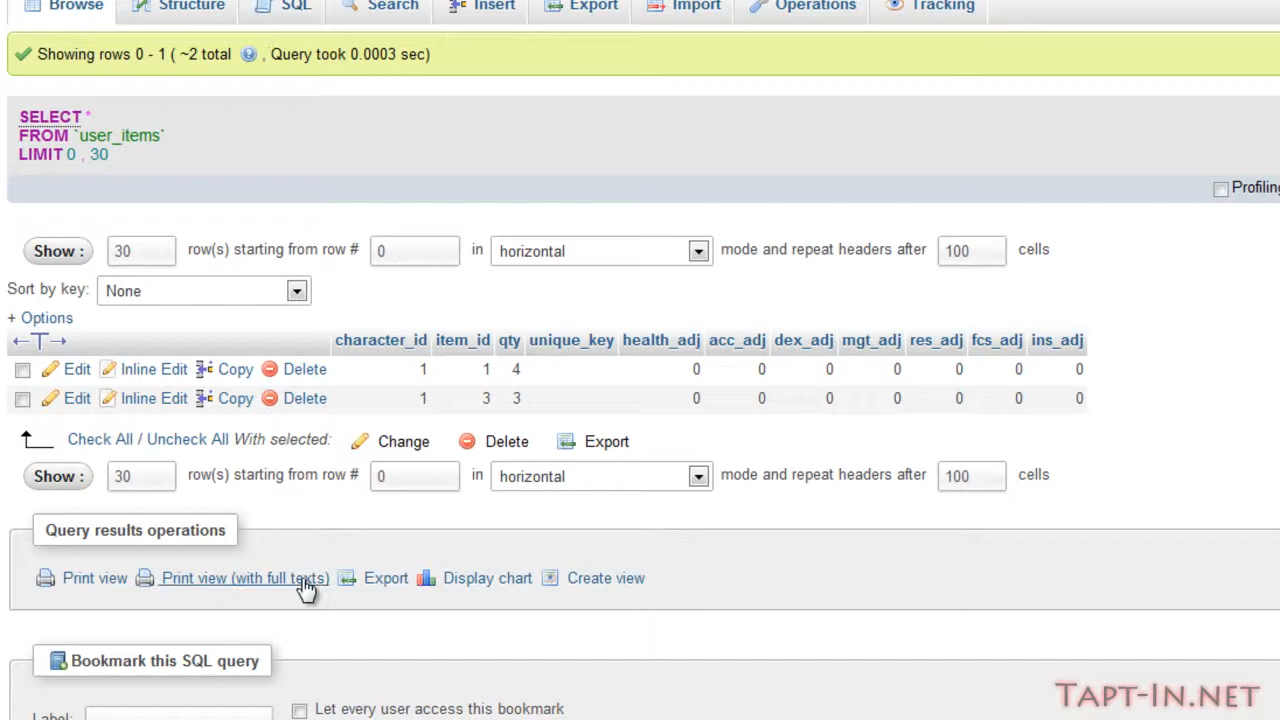 Browse Structure SQL Search Insert Export Import Operations Tracking
Showing rows 0 - 1 ( ~2 total , Query took 0.0003 sec)
SELECT *
FROM `user_items`
LIMIT 0 , 30
Profiling
Show : 30 row(s) starting from row # 0 in horizontal mode and repeat headers after 100 cells
Sort by key: None
+ Options
←T→ character_id item_id qty unique_key health_adj acc_adj dex_adj mgt_adj res_adj fcs_adj ins_adj
Edit Inline Edit Copy Delete 1 1 4 0 0 0 0 0 0 0
Edit Inline Edit Copy Delete 1 3 3 0 0 0 0 0 0 0
Check All / Uncheck All With selected: Change Delete Export
Show : 30 row(s) starting from row # 0 in horizontal mode and repeat headers after 100 cells
Query results operations
Print view Print view (with full texts) Export Display chart Create view
Bookmark this SQL query
Label: Let every user access this bookmark
Tapt-In.net